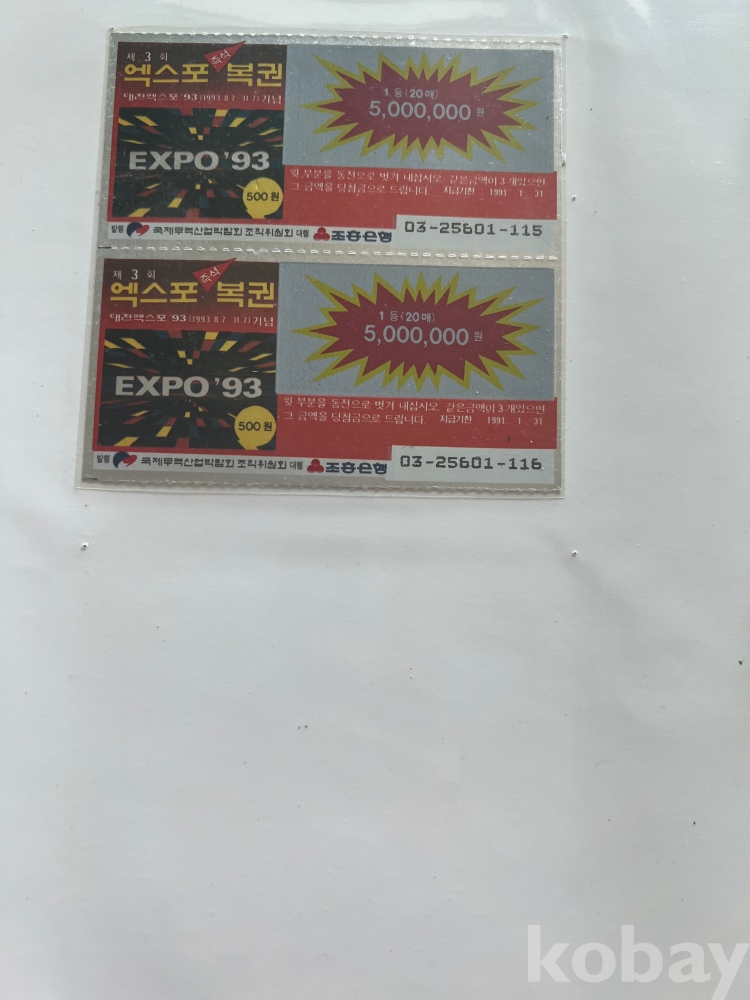 제 3 회
즉석
엑스포 복권
대전엑스포 '93 (1993 8.7 11.7) 기념
EXPO '93
500 원
1 등 (20 매)
5,000,000 원
윗 부분을 동전으로 벗겨 내십시오. 같은금액이 3 개있으면
그 금액을 당첨금으로 드립니다. 지급기한 1991. 1. 31
발행 국제무역산업박람회 조직위원회 대행 조흥은행
03-25601-115
제 3 회
즉석
엑스포 복권
대전엑스포 '93 (1993 8.7 11.7) 기념
EXPO '93
500 원
1 등 (20 매)
5,000,000 원
윗 부분을 동전으로 벗겨 내십시오. 같은금액이 3 개있으면
그 금액을 당첨금으로 드립니다. 지급기한 1991. 1. 31
발행 국제무역산업박람회 조직위원회 대행 조흥은행
03-25601-116
kobay